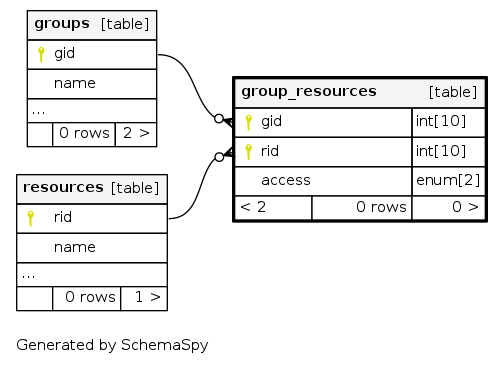 groups [table]
gid
name
...
0 rows 2 >
resources [table]
rid
name
...
0 rows 1 >
group_resources [table]
gid int[10]
rid int[10]
access enum[2]
< 2 0 rows 0 >
Generated by SchemaSpy